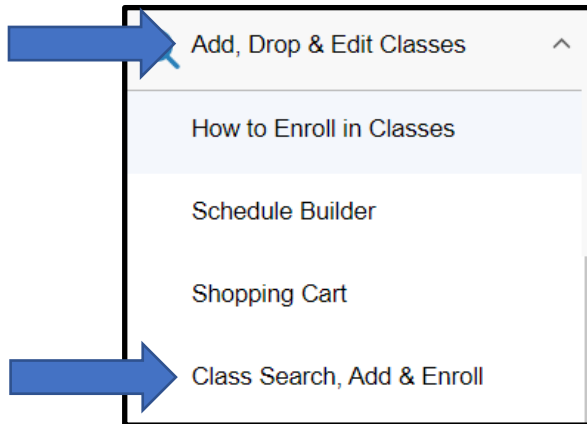 Add, Drop & Edit Classes
How to Enroll in Classes
Schedule Builder
Shopping Cart
Class Search, Add & Enroll